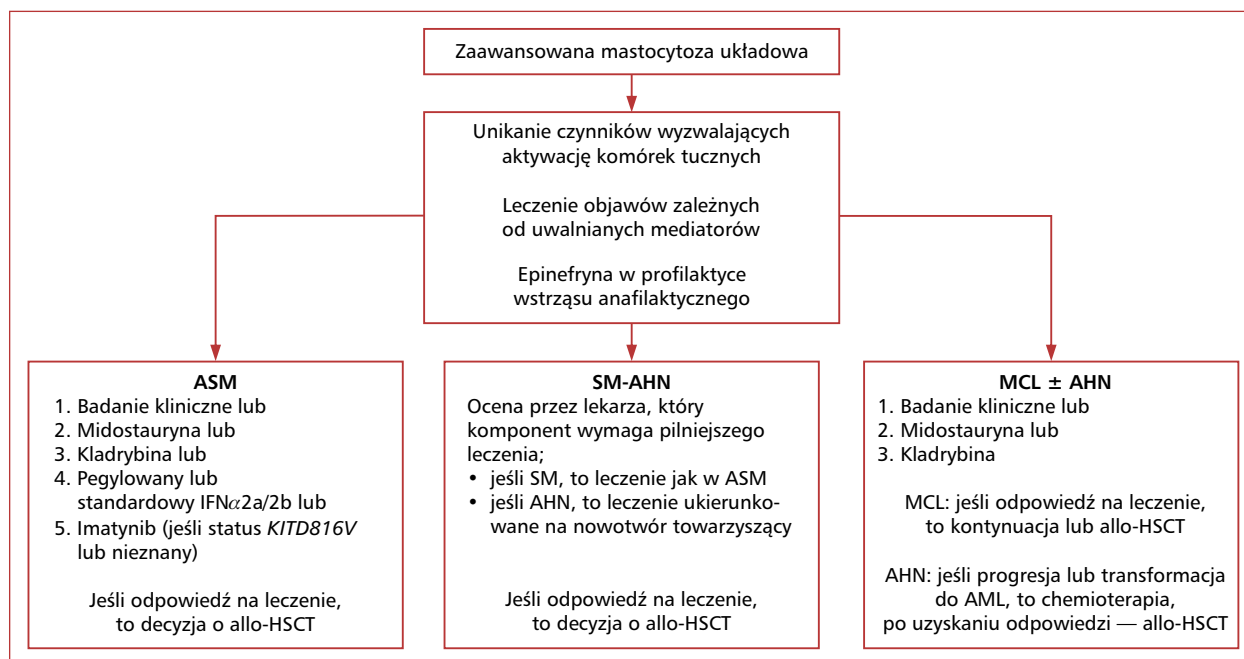 Zaawansowana mastocytoza układowa
Unikanie czynników wyzwalających
aktywację komórek tucznych
Leczenie objawów zależnych
od uwalnianych mediatorów
Epinefryna w profilaktyce
wstrząsu anafilaktycznego
ASM
1. Badanie kliniczne lub
2. Midostauryna lub
3. Kladrybina lub
4. Pegylowany lub
standardowy IFNα2a/2b lub
5. Imatynib (jeśli status KITD816V
lub nieznany)
Jeśli odpowiedź na leczenie,
to decyzja o allo-HSCT
SM-AHN
Ocena przez lekarza, który
komponent wymaga pilniejszego
leczenia;
• jeśli SM, to leczenie jak w ASM
• jeśli AHN, to leczenie ukierunko-
wane na nowotwór towarzyszący
Jeśli odpowiedź na leczenie,
to decyzja o allo-HSCT
MCL ± AHN
1. Badanie kliniczne lub
2. Midostauryna lub
3. Kladrybina
MCL: jeśli odpowiedź na leczenie,
to kontynuacja lub allo-HSCT
AHN: jeśli progresja lub transformacja
do AML, to chemioterapia,
po uzyskaniu odpowiedzi — allo-HSCT